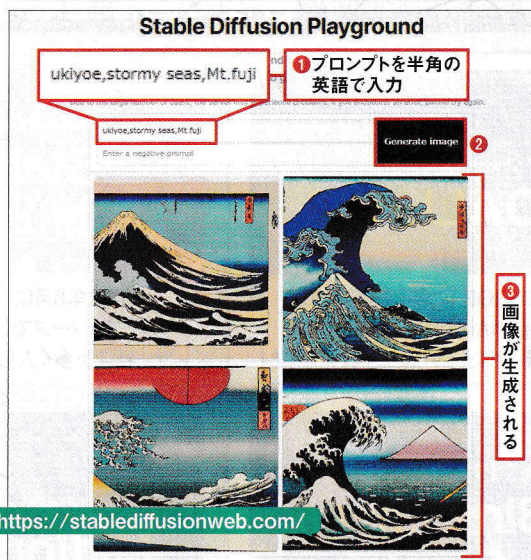 Stable Diffusion Playground
ukiyoe,stormy seas,Mt.fuji
❶プロンプトを半角の
英語で入力
ukiyoe,stormy seas,Mt.fuji
Enter a negative prompt
Generate image
❷
❸画像が生成される
https://stablediffusionweb.com/